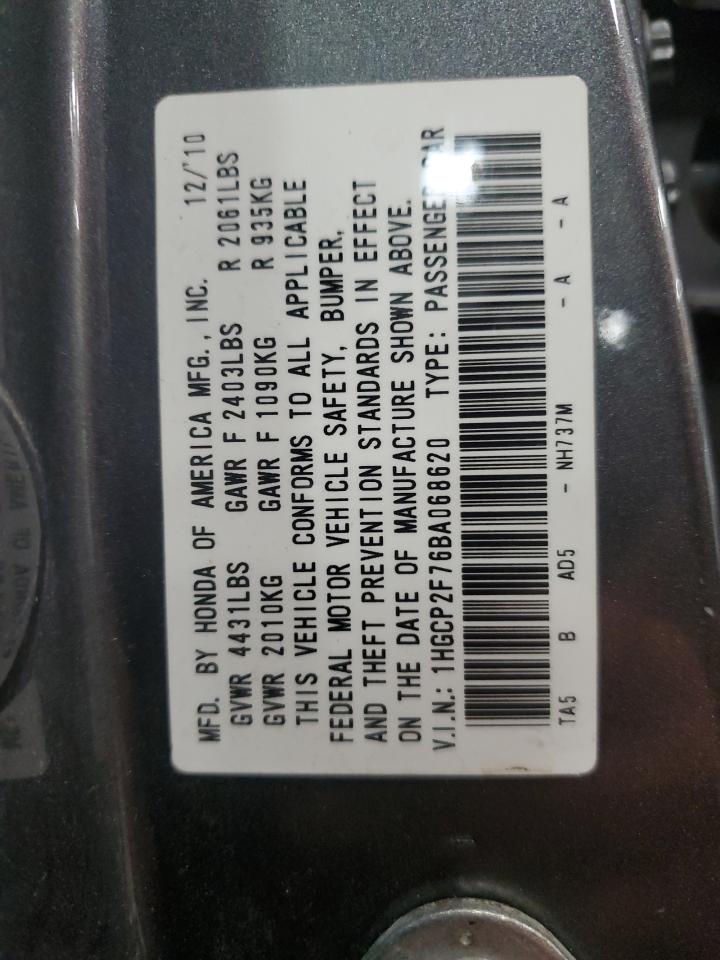 MFD. BY HONDA OF AMERICA MFG., INC. 12/'10
GVWR 4431LBS GAWR F 2403LBS R 2061LBS
GVWR 2010KG GAWR F 1090KG R 935KG
THIS VEHICLE CONFORMS TO ALL APPLICABLE
FEDERAL MOTOR VEHICLE SAFETY, BUMPER,
AND THEFT PREVENTION STANDARDS IN EFFECT
ON THE DATE OF MANUFACTURE SHOWN ABOVE.
V.I.N.: 1HGCP2F76BA068620 TYPE: PASSENGER CAR
TA5 B AD5 - NH737M - A - A